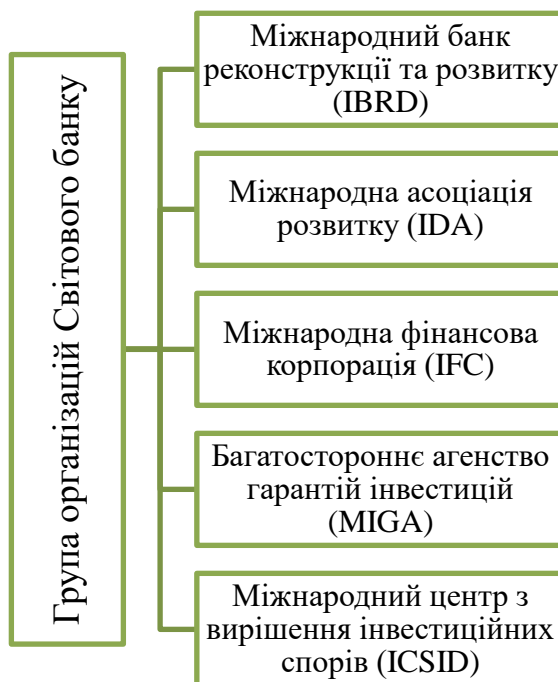 Група організацій Світового банку
Міжнародний банк
реконструкції та розвитку
(IBRD)
Міжнародна асоціація
розвитку (IDA)
Міжнародна фінансова
корпорація (IFC)
Багатостороннє агенство
гарантій інвестицій
(MIGA)
Міжнародний центр з
вирішення інвестиційних
спорів (ICSID)